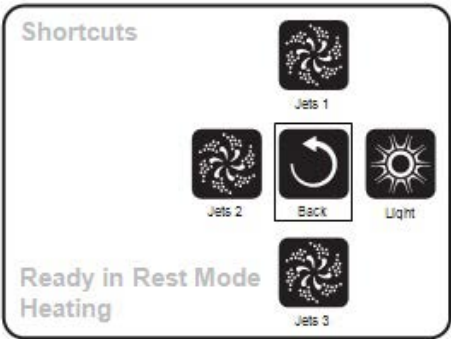 Shortcuts
Jets 1
Jets 2
Back
Light
Ready in Rest Mode
Heating
Jets 3